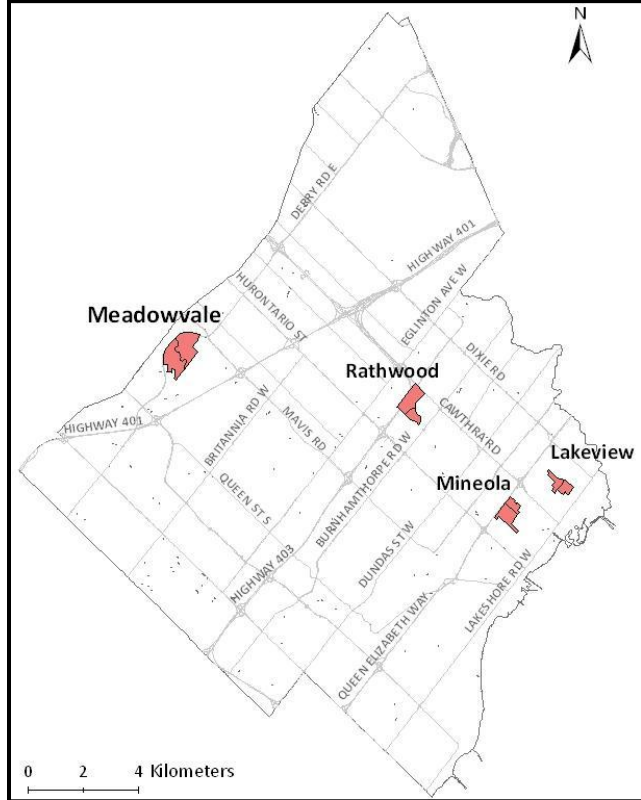 N
DERRY RD E
HIGHWAY 401
HURONTARIO ST
EGLINTON AVE W
Meadowvale
Rathwood
DIXIE RD
HIGHWAY 401
BRITANNIA RD W
MAVIS RD
CAWTHRA RD
BURNHAMTHORPE RD W
Lakeview
Mineola
QUEEN ST S
DUNDAS ST W
HIGHWAY 403
LAKESHORE RD W
QUEEN ELIZABETH WAY
0 2 4 Kilometers